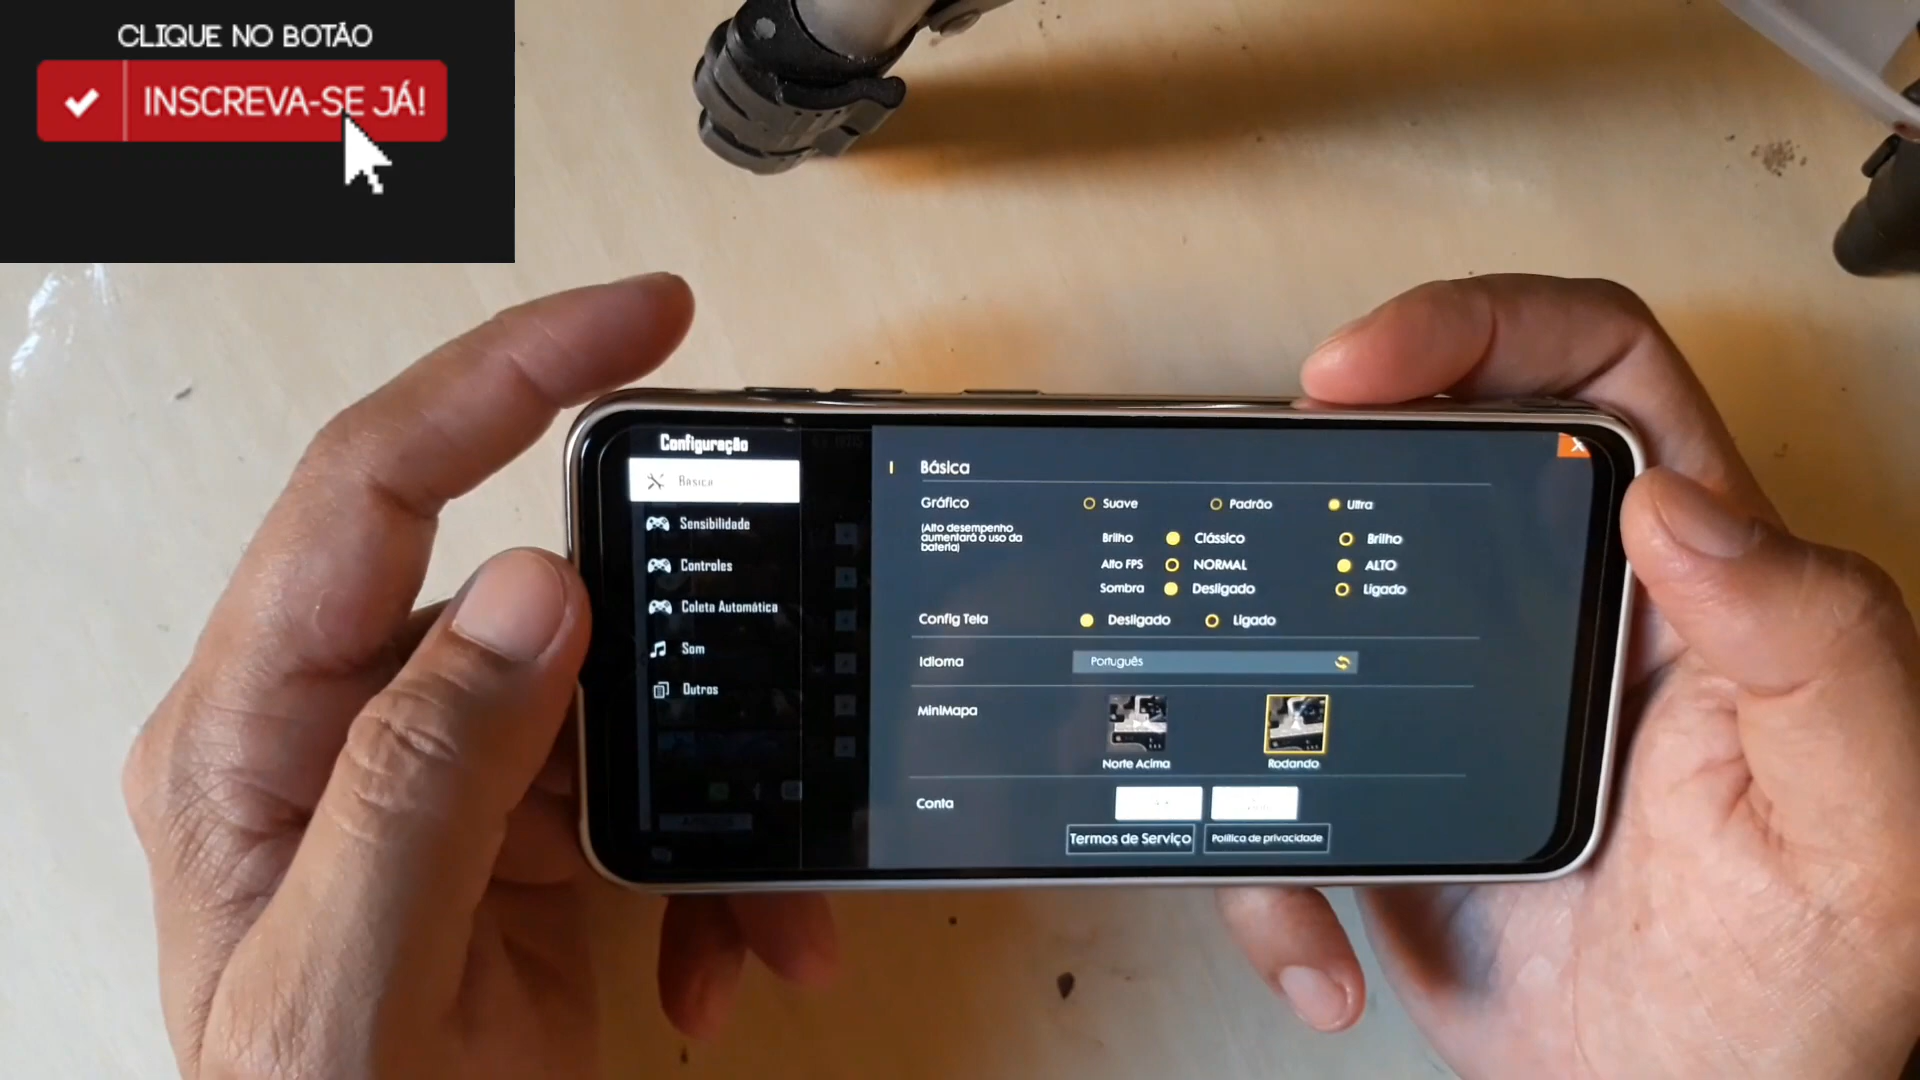 CLIQUE NO BOTÃO
INSCREVA-SE JÁ!
Configuração
Básica
Sensibilidade
Controles
Coleta Automática
Som
Outros
Básica
Gráfico
Suave
Padrão
Ultra
(Alto desempenho
aumentará o uso da
bateria)
Brilho
Clássico
Brilho
Alto FPS
NORMAL
ALTO
Sombra
Desligado
Ligado
Config Tela
Desligado
Ligado
Idioma
Português
MiniMapa
Norte Acima
Rodando
Conta
Termos de Serviço
Política de privacidade